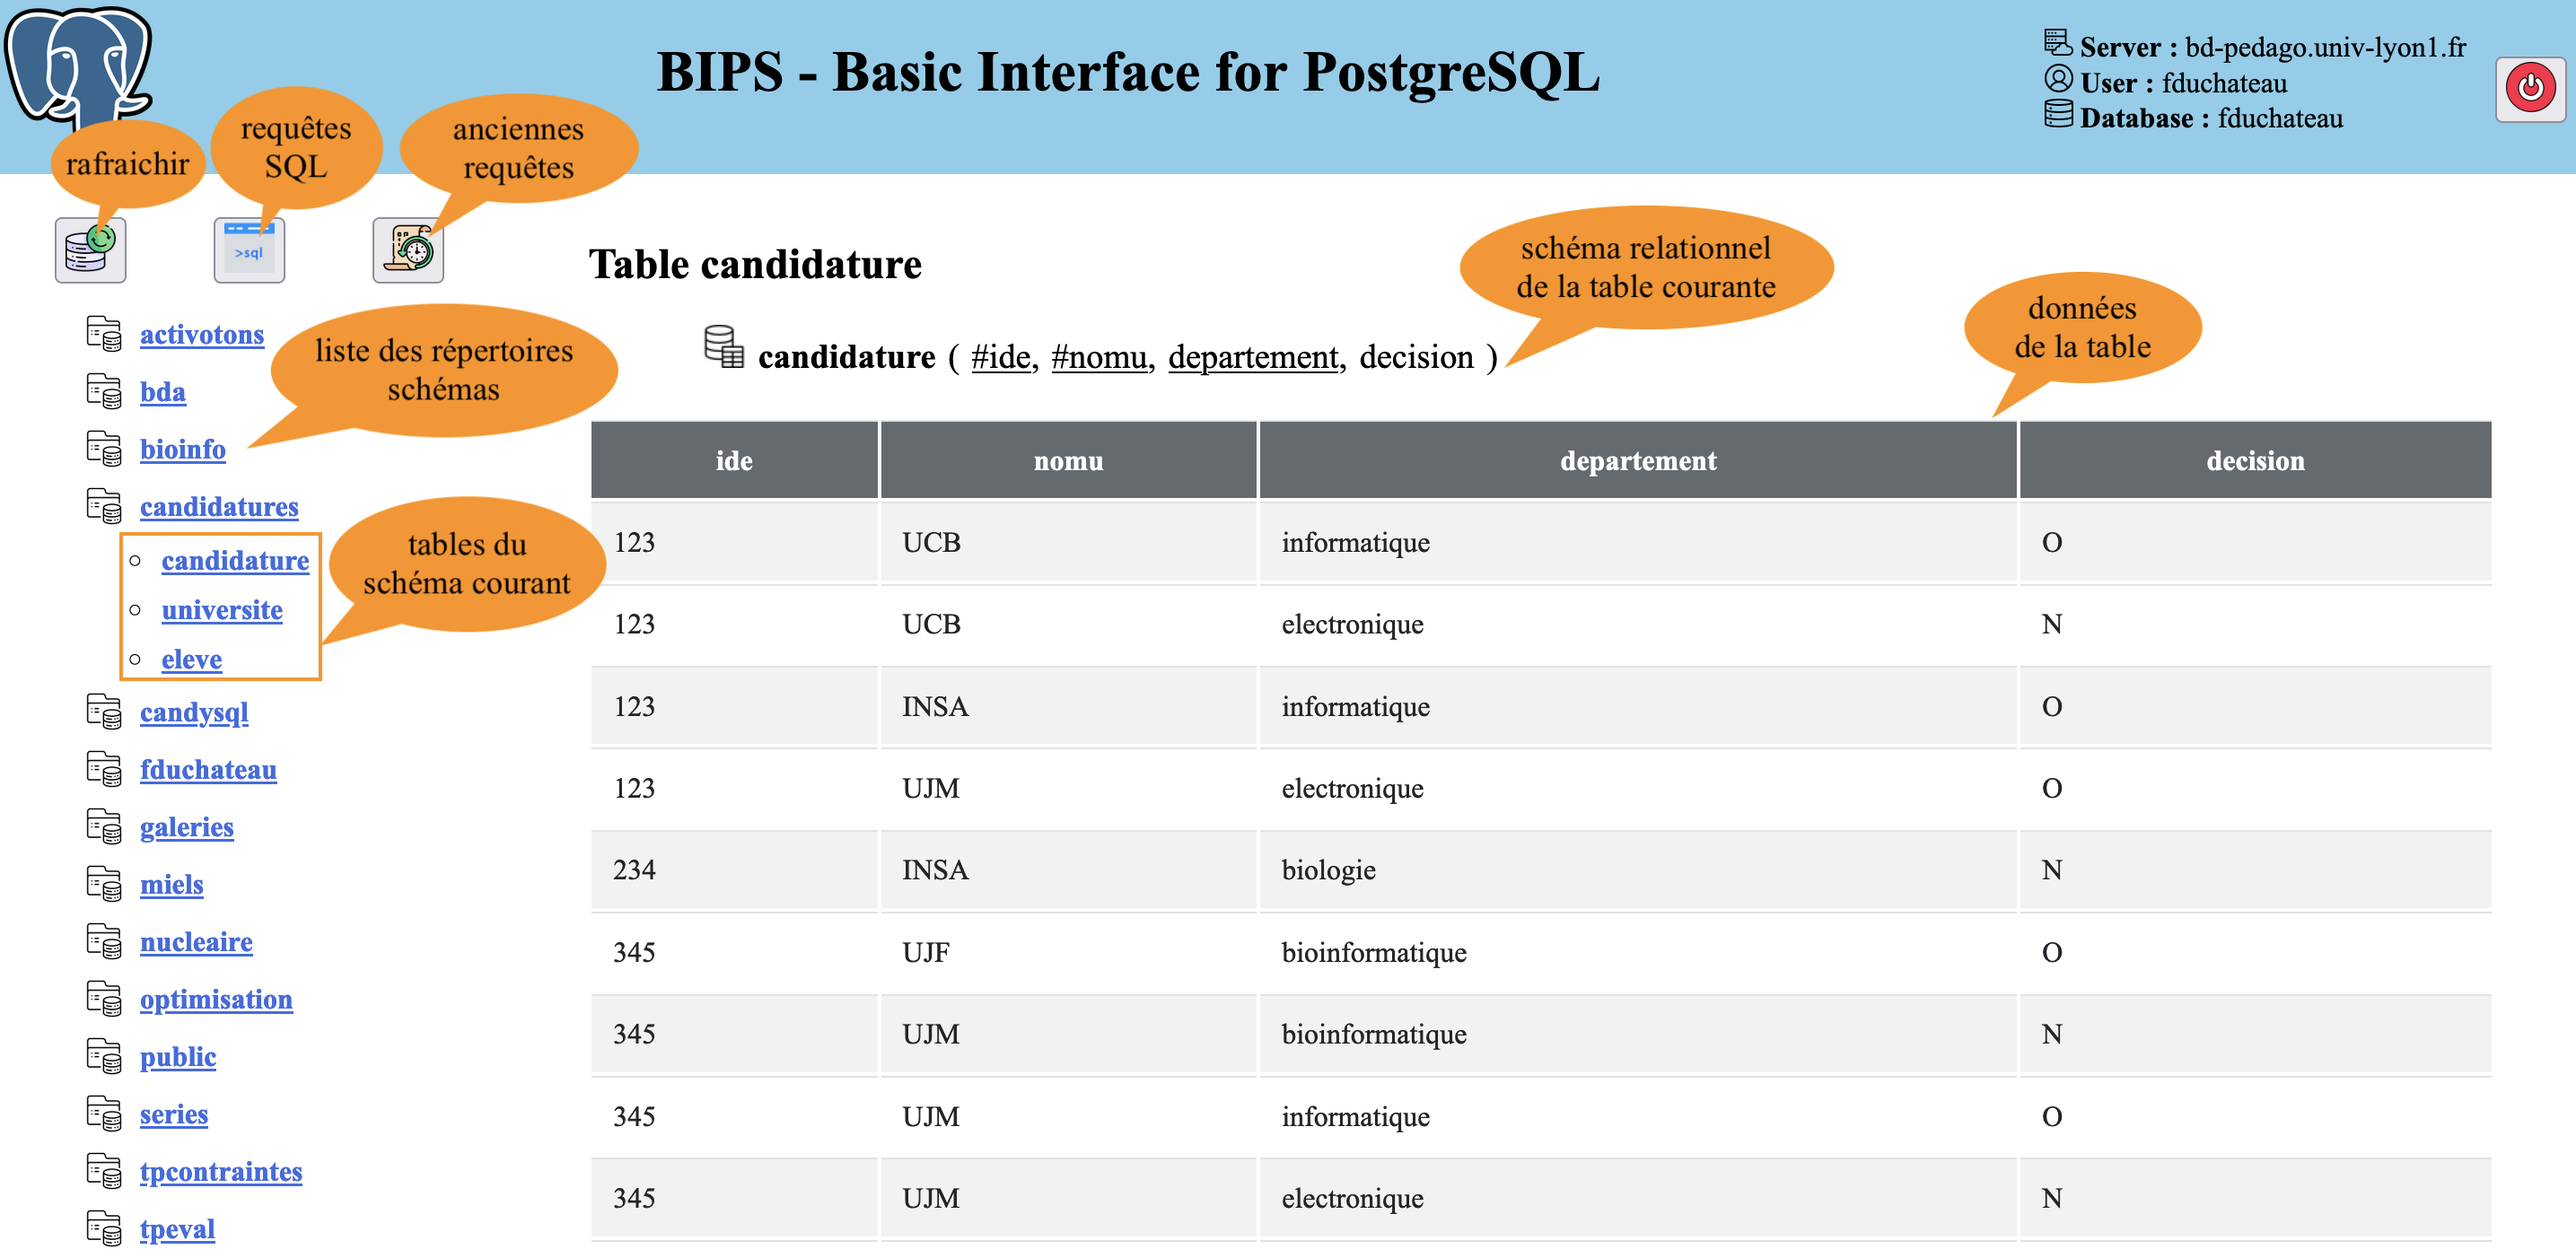 BIPS - Basic Interface for PostgreSQL
Server : bd-pedago.univ-lyon1.fr
User : fduchateau
Database : fduchateau
rafraichir
requêtes
SQL
anciennes
requêtes
>sql
activotons
bda
bioinfo
candidatures
candidature
universite
eleve
candysql
fduchateau
galeries
miels
nucleaire
optimisation
public
series
tpcontraintes
tpeval
liste des répertoires
schémas
tables du
schéma courant
Table candidature
schéma relationnel
de la table courante
candidature ( #ide, #nomu, departement, decision )
données
de la table
ide nomu departement decision
123 UCB informatique O
123 UCB electronique N
123 INSA informatique O
123 UJM electronique O
234 INSA biologie N
345 UJF bioinformatique O
345 UJM bioinformatique N
345 UJM informatique O
345 UJM electronique N